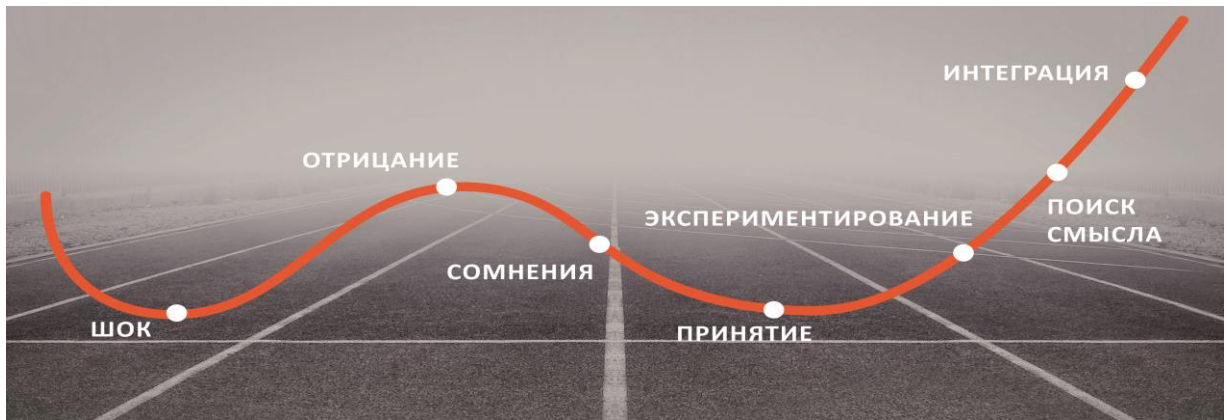 ШОК
ОТРИЦАНИЕ
СОМНЕНИЯ
ПРИНЯТИЕ
ЭКСПЕРИМЕНТИРОВАНИЕ
ПОИСК
СМЫСЛА
ИНТЕГРАЦИЯ